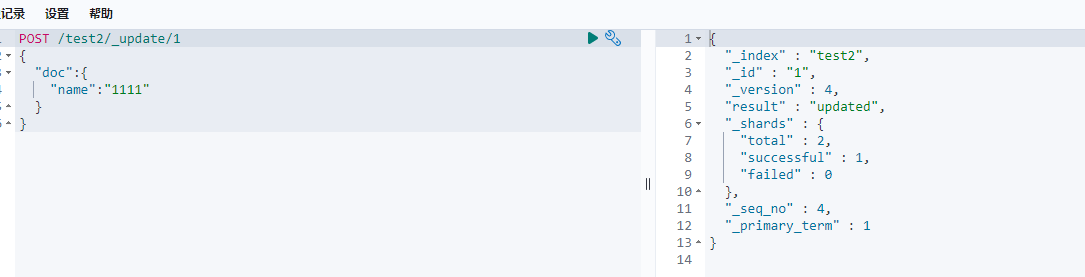 记录 设置 帮助
POST /test2/_update/1
{
"doc":{
"name":"1111"
}
}
1 {
2 "_index" : "test2",
3 "_id" : "1",
4 "_version" : 4,
5 "result" : "updated",
6 "_shards" : {
7 "total" : 2,
8 "successful" : 1,
9 "failed" : 0
10 },
11 "_seq_no" : 4,
12 "_primary_term" : 1
13 }
14